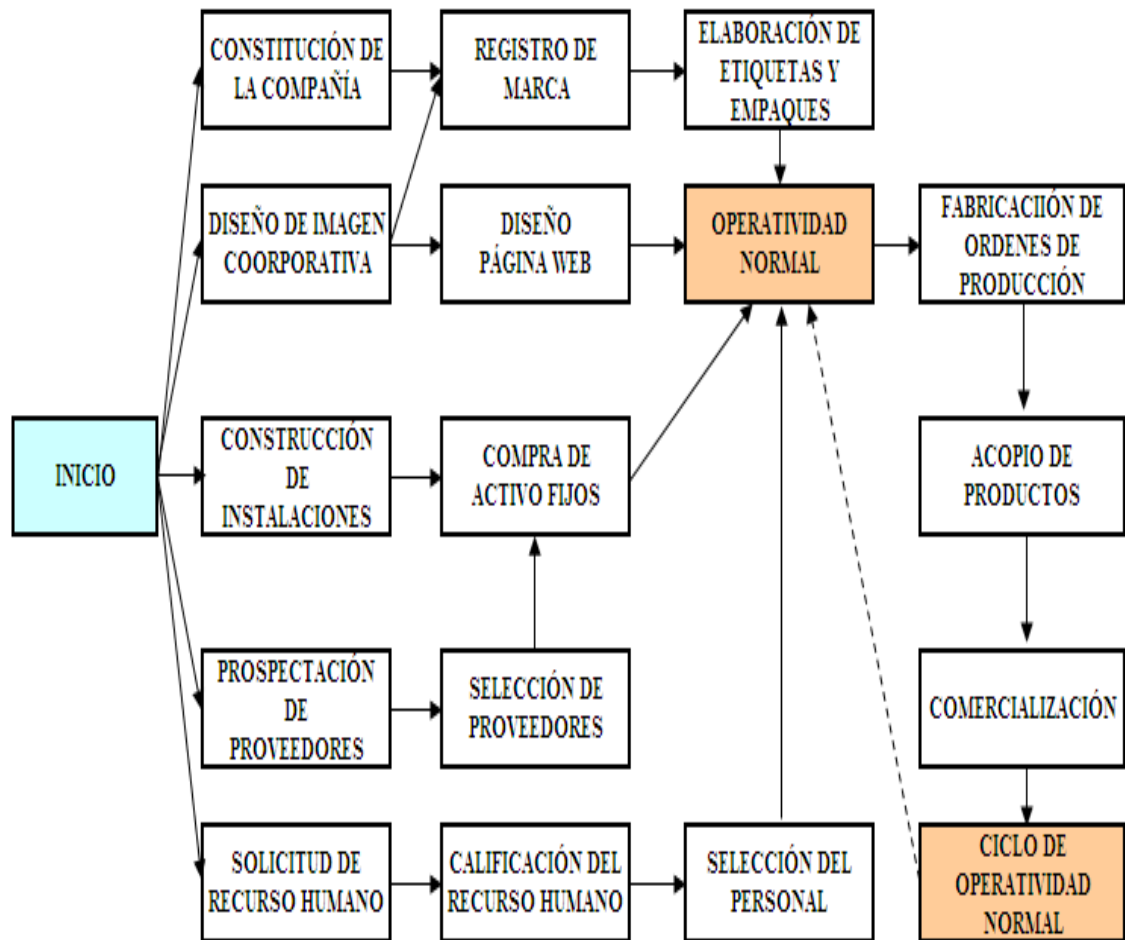 CONSTITUCIÓN DE
LA COMPAÑÍA
REGISTRO DE
MARCA
ELABORACIÓN DE
ETIQUETAS Y
EMPAQUES
DISEÑO DE IMAGEN
COORPORATIVA
DISEÑO
PÁGINA WEB
OPERATIVIDAD
NORMAL
FABRICACIIÓN DE
ORDENES DE
PRODUCCIÓN
INICIO
CONSTRUCCIÓN
DE
INSTALACIONES
COMPRA DE
ACTIVO FIJOS
ACOPIO DE
PRODUCTOS
PROSPECTACIÓN
DE
PROVEEDORES
SELECCIÓN DE
PROVEEDORES
COMERCIALIZACIÓN
SOLICITUD DE
RECURSO HUMANO
CALIFICACIÓN DEL
RECURSO HUMANO
SELECCIÓN DEL
PERSONAL
CICLO DE
OPERATIVIDAD
NORMAL